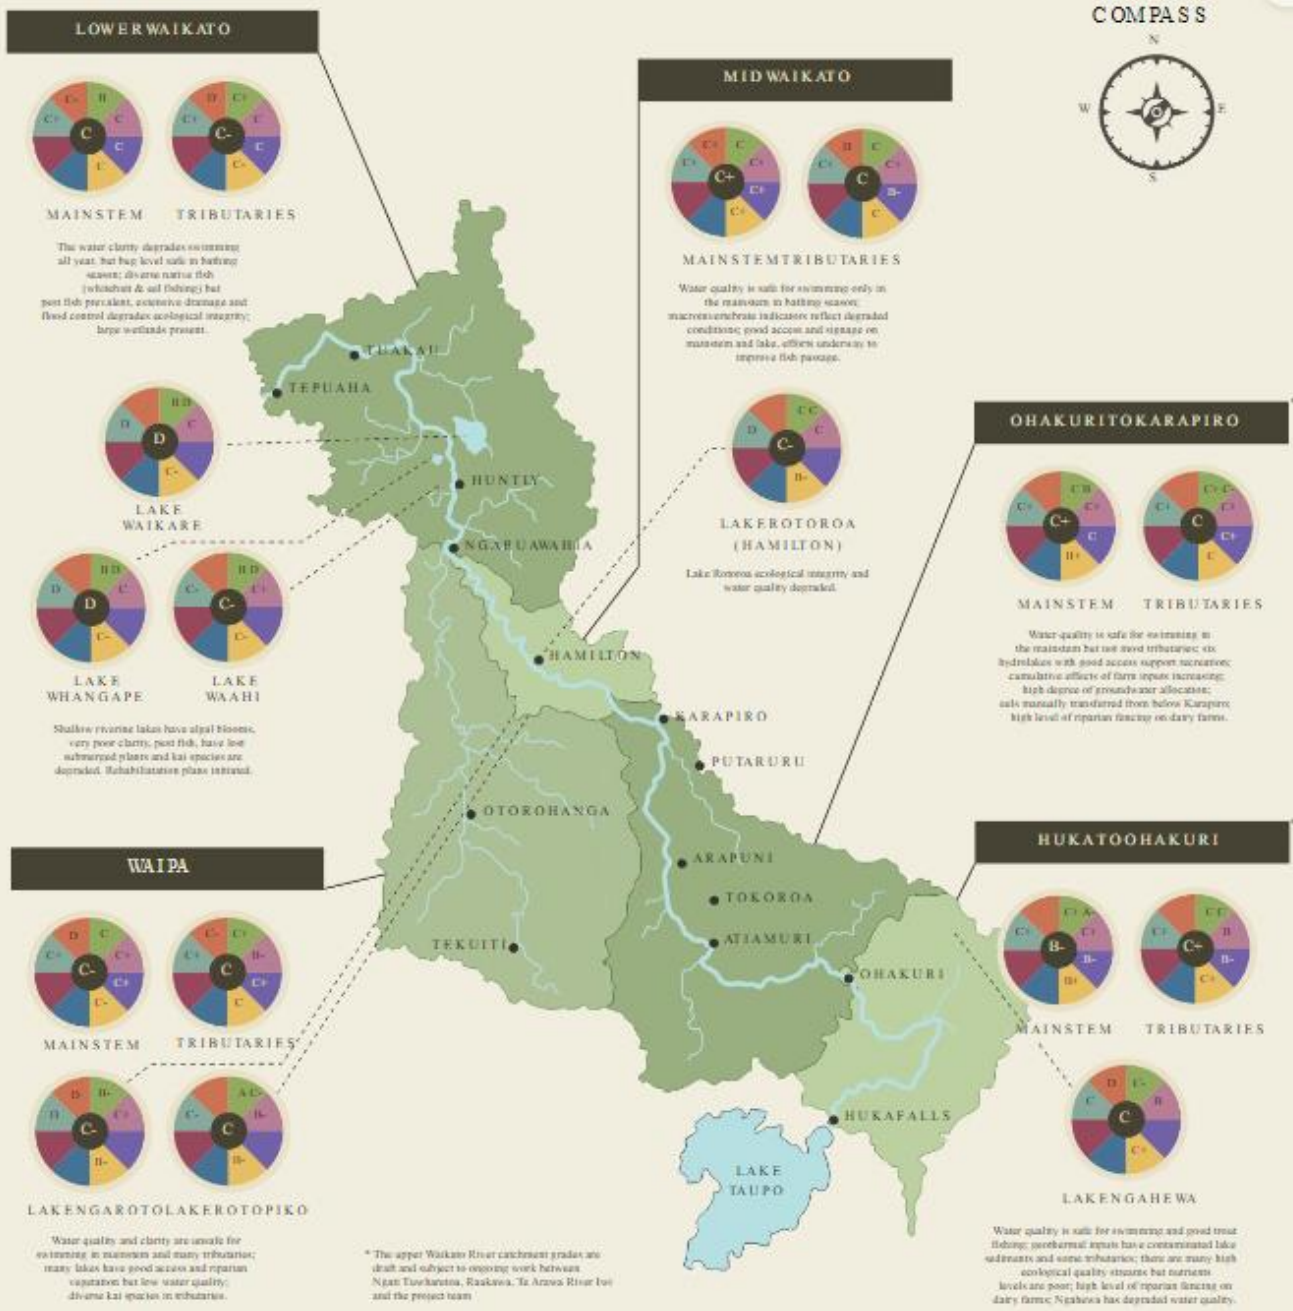 LOWERWAIKATO
C- B
C+ C
C
C
C
D C+
C+ C
C-
C
C-
MAINSTEM TRIBUTARIES
The water clarity degrades swimming
all year, but bug level safe in bathing
season; diverse native fish
(whitebait & eel fishing) but
pest fish prevalent, extensive drainage and
flood control degrades ecological integrity;
large wetlands present.
COMPASS
N
W E
S
MIDWAIKATO
C+ C
C+ C+
C+
C+
C+
C
C+ C+
C
B-
C
MAINSTEMTRIBUTARIES
Water quality is safe for swimming only in
the mainstem in bathing season;
macroinvertebrate indicators reflect degraded
conditions; good access and signage on
mainstem and lake, efforts underway to
improve fish passage.
TUAKAU
TEPUAHA
HUNTLY
NGARUAWAHIA
HAMILTON
KARAPIRO
PUTARURU
OTOROHANGA
ARAPUNI
TOKOROA
ATIAMURI
TEKUITI
OHAKURI
HUKAFALLS
LAKE
TAUPO
B D
D C
D
C-
LAKE
WAIKARE
B D
D C
D
C-
LAKE
WHANGAPE
B D
C- C+
C-
C-
LAKE
WAAHI
Shallow riverine lakes have algal blooms,
very poor clarity, pest fish, have lost
submerged plants and kai species are
degraded. Rehabilitation plans initiated.
C C
D C
C-
B-
LAKEROTOROA
(HAMILTON)
Lake Rotoroa ecological integrity and
water quality degraded.
OHAKURITOKARAPIRO
C B
C+ C
C+
C
B+
C+ C-
C+ C+
C
C+
C
MAINSTEM TRIBUTARIES
Water quality is safe for swimming in
the mainstem but not most tributaries; six
hydrolakes with good access support recreation;
cumulative effects of farm inputs increasing;
high degree of groundwater allocation;
eels manually transferred from below Karapiro;
high level of riparian fencing on dairy farms.
WAIPA
D C
C+ C+
C-
C+
C-
C- C+
C+ B-
C
C+
C
MAINSTEM TRIBUTARIES
D B-
D C+
C-
B-
A C-
C- B-
C
B-
LAKENGAROTOLAKEROTOPIKO
Water quality and clarity are unsafe for
swimming in mainstem and many tributaries;
many lakes have good access and riparian
vegetation but low water quality;
diverse kai species in tributaries.
* The upper Waikato River catchment grades are
draft and subject to ongoing work between
Ngati Tuwharetoa, Raukawa, Te Arawa River Iwi
and the project team
HUKATOOHAKURI
C+ A-
C+ C+
B-
B-
B+
C C
C+ B
C+
B-
C+
MAINSTEM TRIBUTARIES
D C-
C B
C
C+
LAKENGAHEWA
Water quality is safe for swimming and good trout
fishing; geothermal inputs have contaminated lake
sediments and some tributaries; there are many high
ecological quality streams but nutrients
levels are poor; high level of riparian fencing on
dairy farms; Ngahewa has degraded water quality.